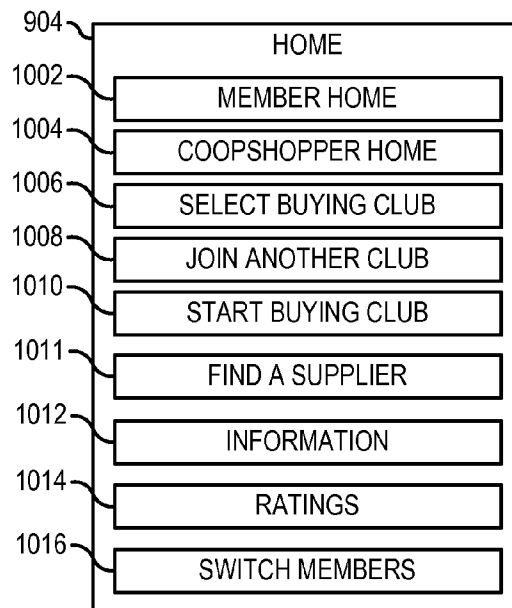 904
HOME
1002
MEMBER HOME
1004
COOPSHOPPER HOME
1006
SELECT BUYING CLUB
1008
JOIN ANOTHER CLUB
1010
START BUYING CLUB
1011
FIND A SUPPLIER
1012
INFORMATION
1014
RATINGS
1016
SWITCH MEMBERS